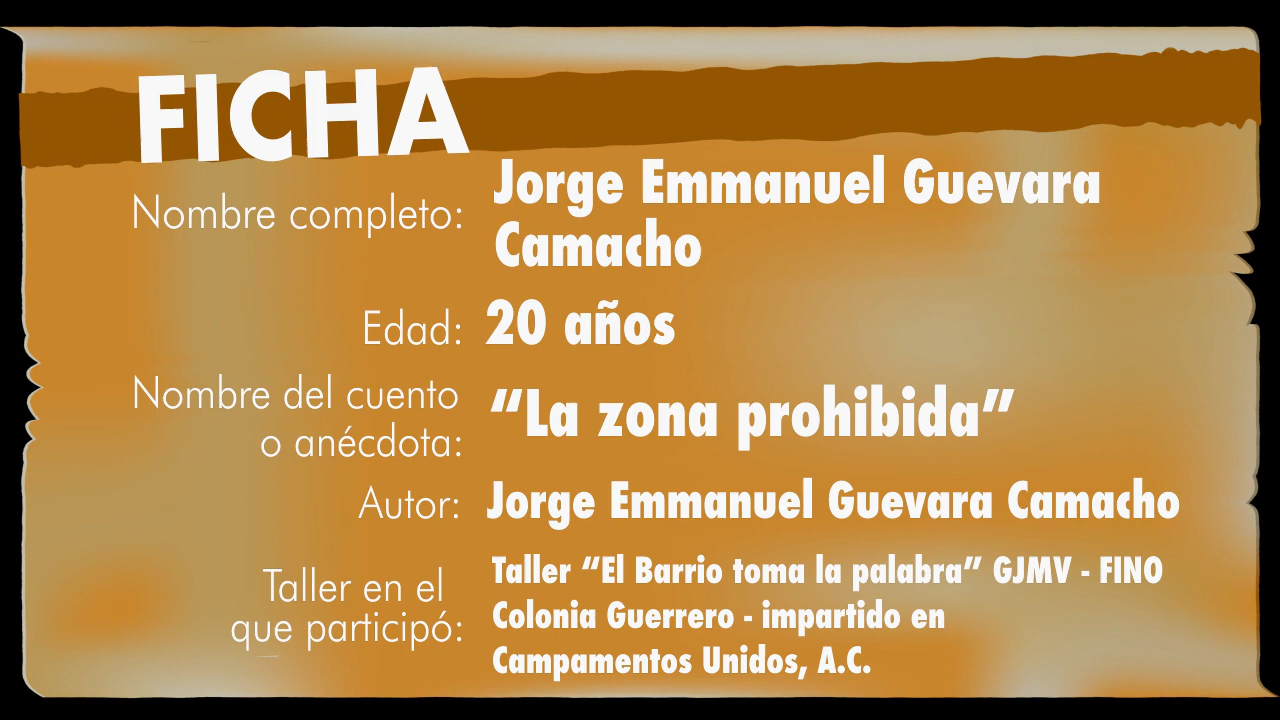 FICHA
Nombre completo: Jorge Emmanuel Guevara
Camacho
Edad: 20 años
Nombre del cuento
o anécdota: “La zona prohibida”
Autor: Jorge Emmanuel Guevara Camacho
Taller en el
que participó:
Taller “El Barrio toma la palabra” GJMV - FINO
Colonia Guerrero - impartido en
Campamentos Unidos, A.C.